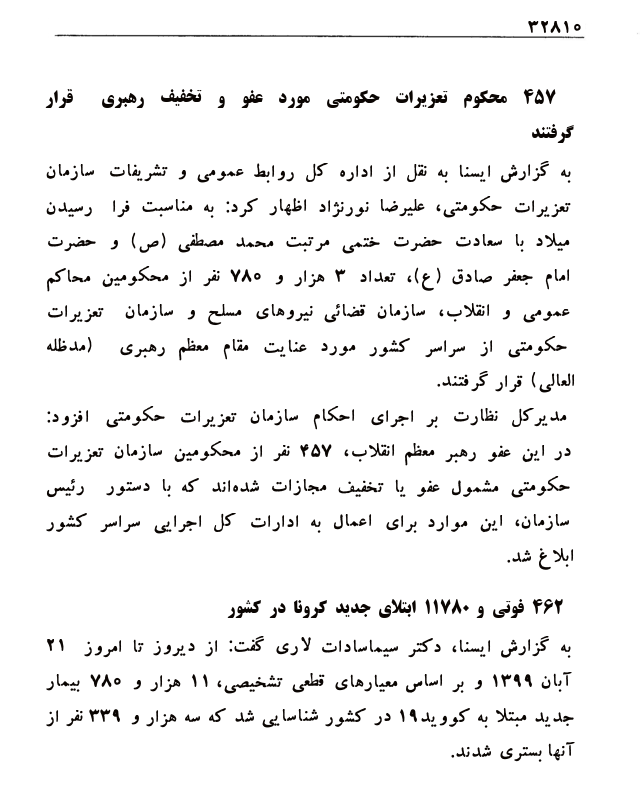 ۳۲۸۱۰
۴۵۷ محکوم تعزیرات حکومتی مورد عفو و تخفیف رهبری قرار
گرفتند
به گزارش ایسنا به نقل از اداره کل روابط عمومی و تشریفات سازمان
تعزیرات حکومتی، علیرضا نورنژاد اظهار کرد: به مناسبت فرا رسیدن
میلاد با سعادت حضرت ختمی مرتبت محمد مصطفی (ص) و حضرت
امام جعفر صادق (ع)، تعداد ۳ هزار و ۷۸۰ نفر از محکومین محاکم
عمومی و انقلاب، سازمان قضائی نیروهای مسلح و سازمان تعزیرات
حکومتی از سراسر کشور مورد عنایت مقام معظم رهبری (مدظله
العالی) قرار گرفتند.
مدیرکل نظارت بر اجرای احکام سازمان تعزیرات حکومتی افزود:
در این عفو رهبر معظم انقلاب، ۴۵۷ نفر از محکومین سازمان تعزیرات
حکومتی مشمول عفو یا تخفیف مجازات شده‌اند که با دستور رئیس
سازمان، این موارد برای اعمال به ادارات کل اجرایی سراسر کشور
ابلاغ شد.
۴۶۲ فوتی و ۱۱۷۸۰ ابتلای جدید کرونا در کشور
به گزارش ایسنا، دکتر سیماسادات لاری گفت: از دیروز تا امروز ۲۱
آبان ۱۳۹۹ و بر اساس معیارهای قطعی تشخیصی، ۱۱ هزار و ۷۸۰ بیمار
جدید مبتلا به کووید۱۹ در کشور شناسایی شد که سه هزار و ۳۳۹ نفر از
آنها بستری شدند.